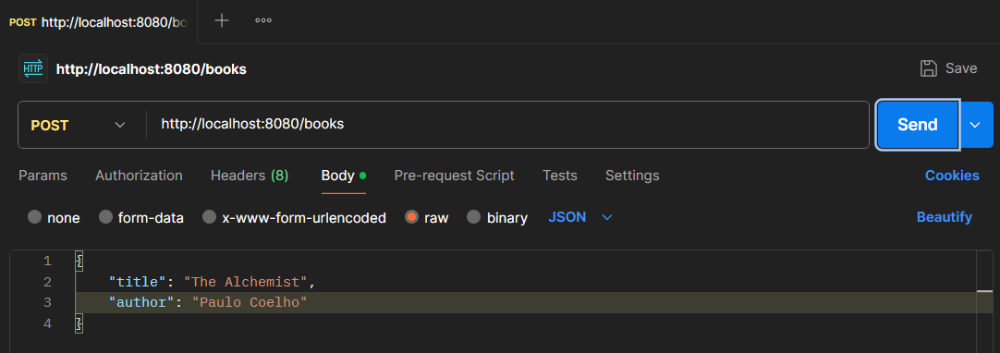 POST http://localhost:8080/bo
HTTP http://localhost:8080/books Save
POST http://localhost:8080/books Send
Params Authorization Headers (8) Body Pre-request Script Tests Settings Cookies
none form-data x-www-form-urlencoded raw binary JSON Beautify
1 {
2 "title": "The Alchemist",
3 "author": "Paulo Coelho"
4 }